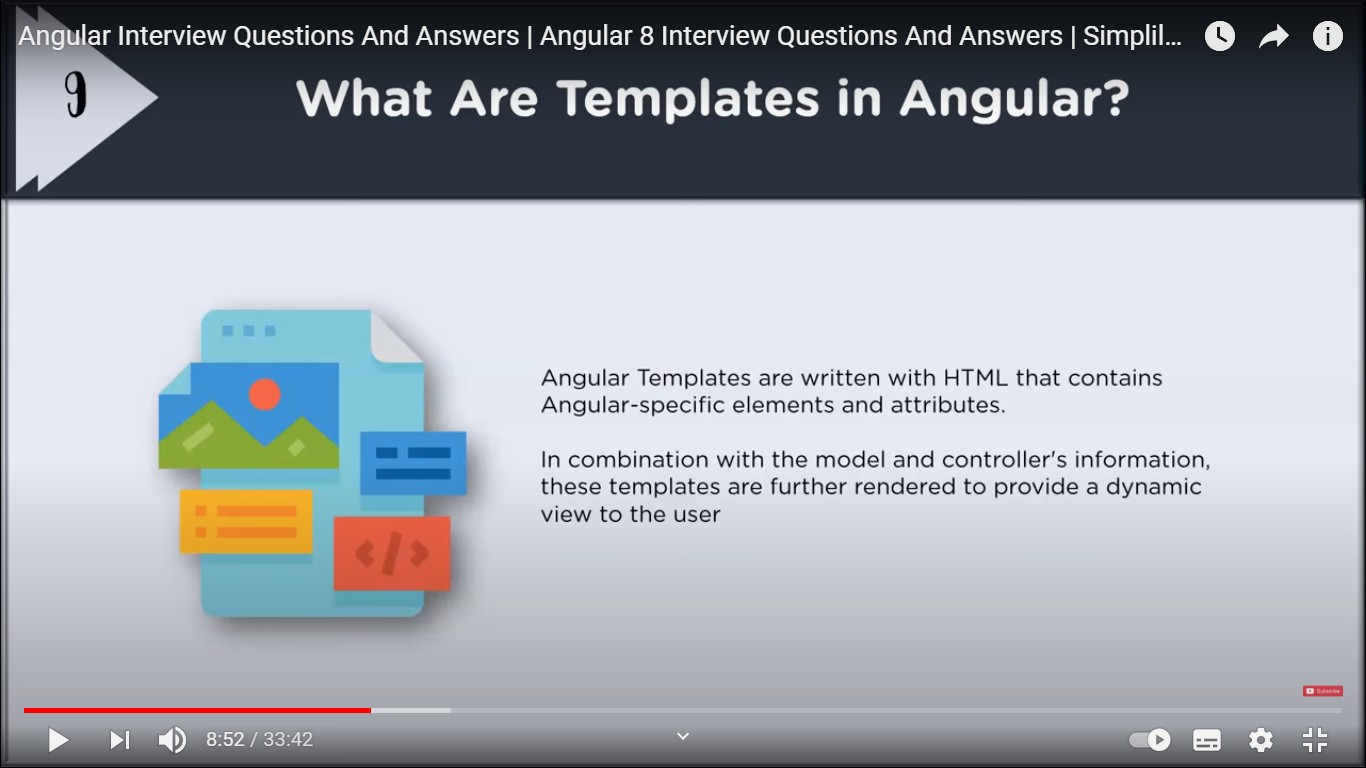 Angular Interview Questions And Answers | Angular 8 Interview Questions And Answers | Simplil...
9
What Are Templates in Angular?
Angular Templates are written with HTML that contains
Angular-specific elements and attributes.
In combination with the model and controller's information,
these templates are further rendered to provide a dynamic
view to the user
</>
Subscribe
8:52 / 33:42